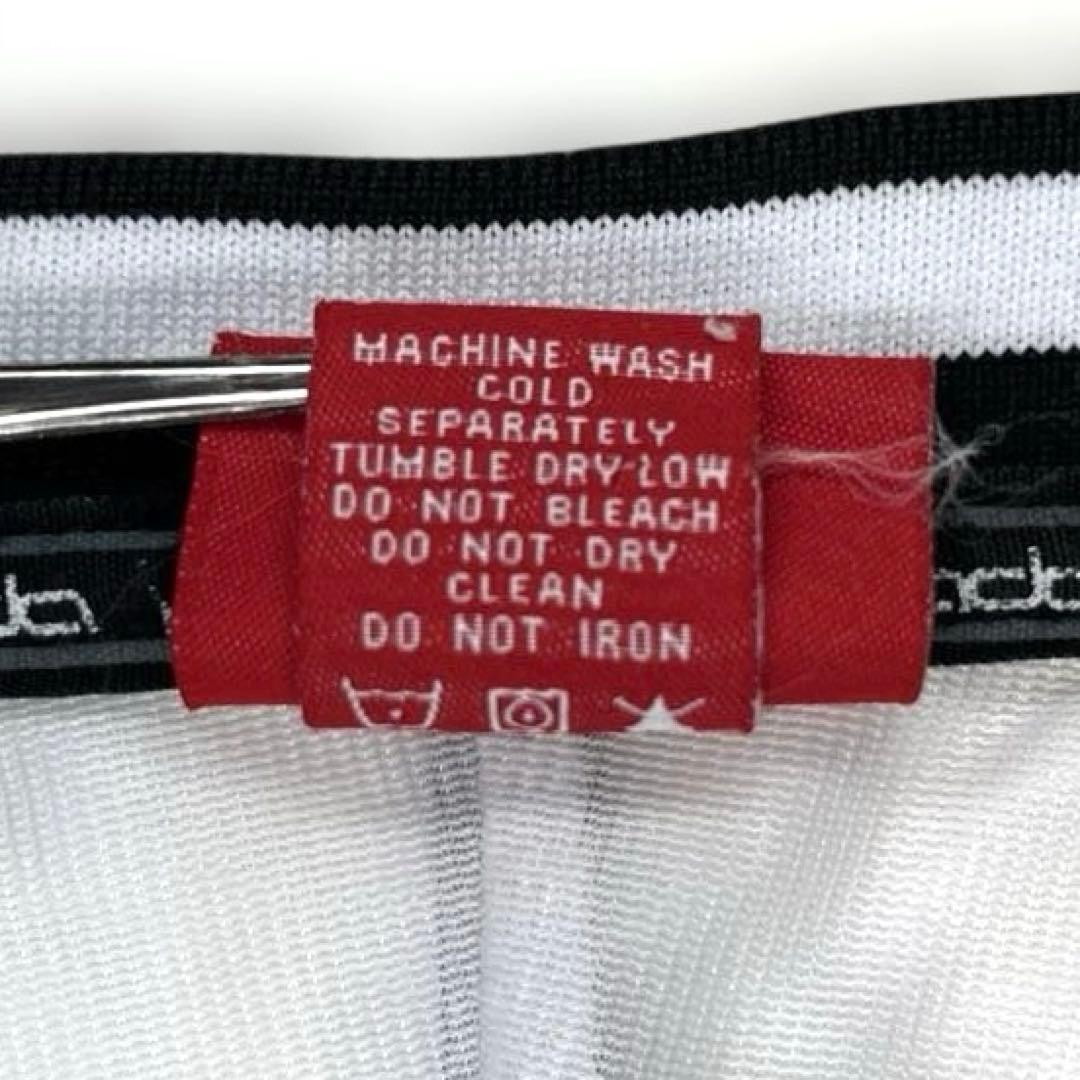 MACHINE WASH
COLD
SEPARATELY
TUMBLE DRY LOW
DO NOT BLEACH
DO NOT DRY
CLEAN
DO NOT IRON